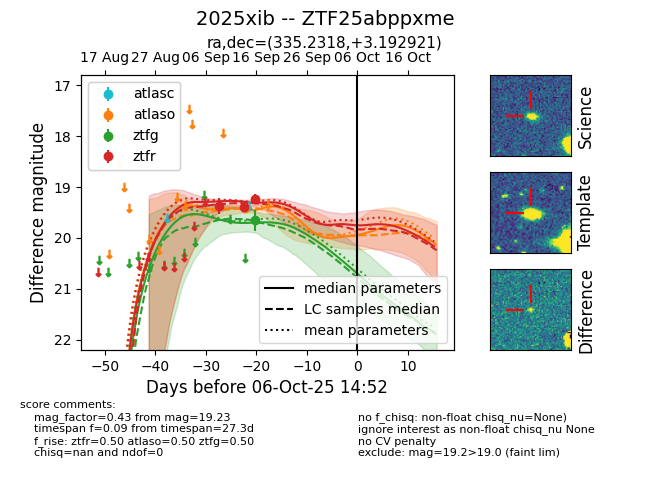 2025xib -- ZTF25abppxme
ra,dec=(335.2318,+3.192921)
17 Aug 27 Aug 06 Sep 16 Sep 26 Sep 06 Oct 16 Oct
17
18
19
20
21
22
Difference magnitude
atlasc
atlaso
ztfg
ztfr
median parameters
LC samples median
mean parameters
−50 −40 −30 −20 −10 0 10
Days before 06-Oct-25 14:52
Science
Template
Difference
score comments:
mag_factor=0.43 from mag=19.23
timespan f=0.09 from timespan=27.3d
f_rise: ztfr=0.50 atlaso=0.50 ztfg=0.50
chisq=nan and ndof=0
no f_chisq: non-float chisq_nu=None)
ignore interest as non-float chisq_nu None
no CV penalty
exclude: mag=19.2>19.0 (faint lim)